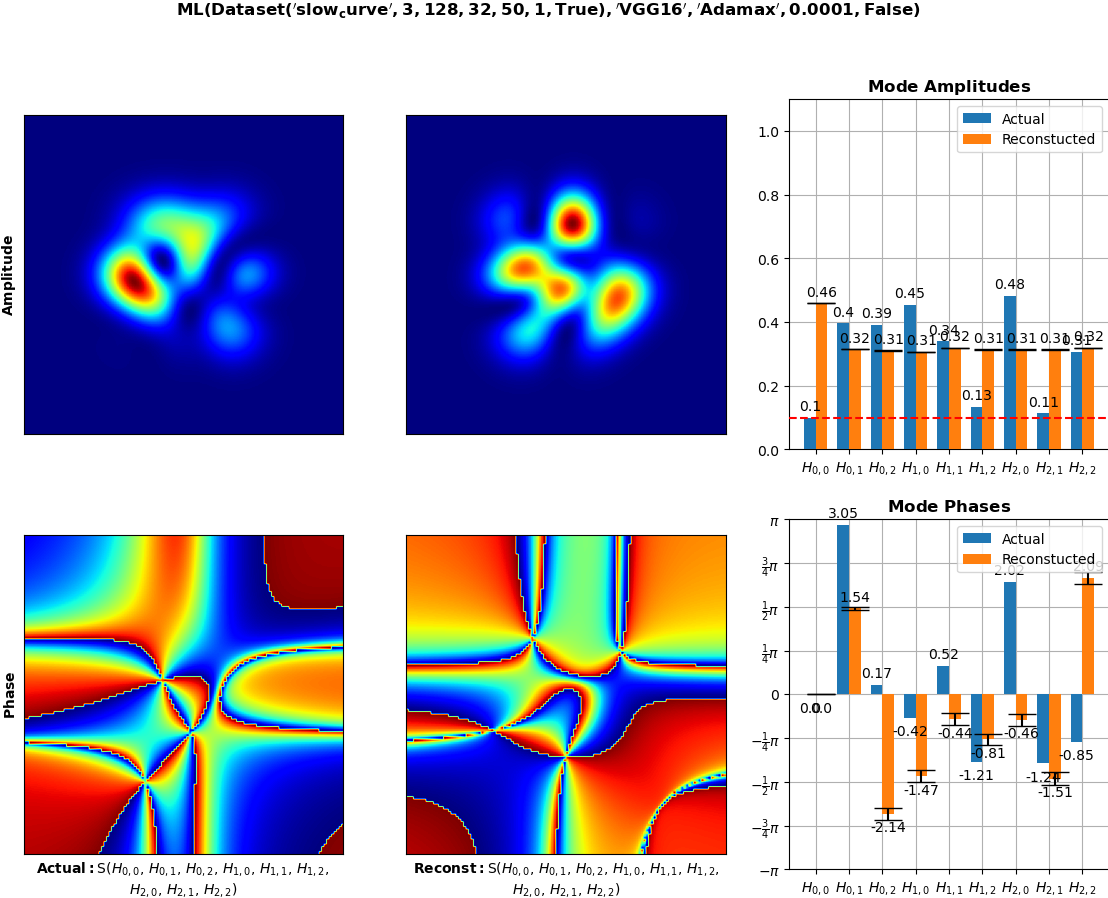 ML(Dataset('slow_curve', 3, 128, 32, 50, 1, True), 'VGG16', 'Adamax', 0.0001, False)
Amplitude
Mode Amplitudes
Actual
Reconstucted
1.0
0.8
0.6
0.4
0.2
0.0
0.1
0.46
0.4
0.32
0.39
0.31
0.45
0.31
0.34
0.32
0.13
0.31
0.48
0.31
0.11
0.31
0.31
0.32
H0,0 H0,1 H0,2 H1,0 H1,1 H1,2 H2,0 H2,1 H2,2
Phase
Actual: S(H0,0, H0,1, H0,2, H1,0, H1,1, H1,2,
H2,0, H2,1, H2,2)
Reconst: S(H0,0, H0,1, H0,2, H1,0, H1,1, H1,2,
H2,0, H2,1, H2,2)
Mode Phases
Actual
Reconstucted
π
3/4π
1/2π
1/4π
0
−1/4π
−1/2π
−3/4π
−π
0.0
0.0
3.05
1.54
0.17
-2.14
-0.42
-1.47
0.52
-0.44
-1.21
-0.81
2.02
-0.46
-1.24
-1.51
-0.85
2.09
H0,0 H0,1 H0,2 H1,0 H1,1 H1,2 H2,0 H2,1 H2,2